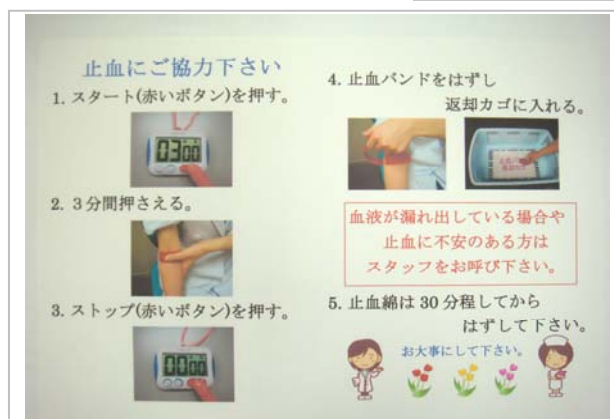 止血にご協力下さい
1. スタート(赤いボタン)を押す。
03 00
2. 3分間押さえる。
3. ストップ(赤いボタン)を押す。
00 00
4. 止血バンドをはずし
返却カゴに入れる。
血液が漏れ出している場合や
止血に不安のある方は
スタッフをお呼び下さい。
5. 止血綿は30分程してから
はずして下さい。
お大事にして下さい。